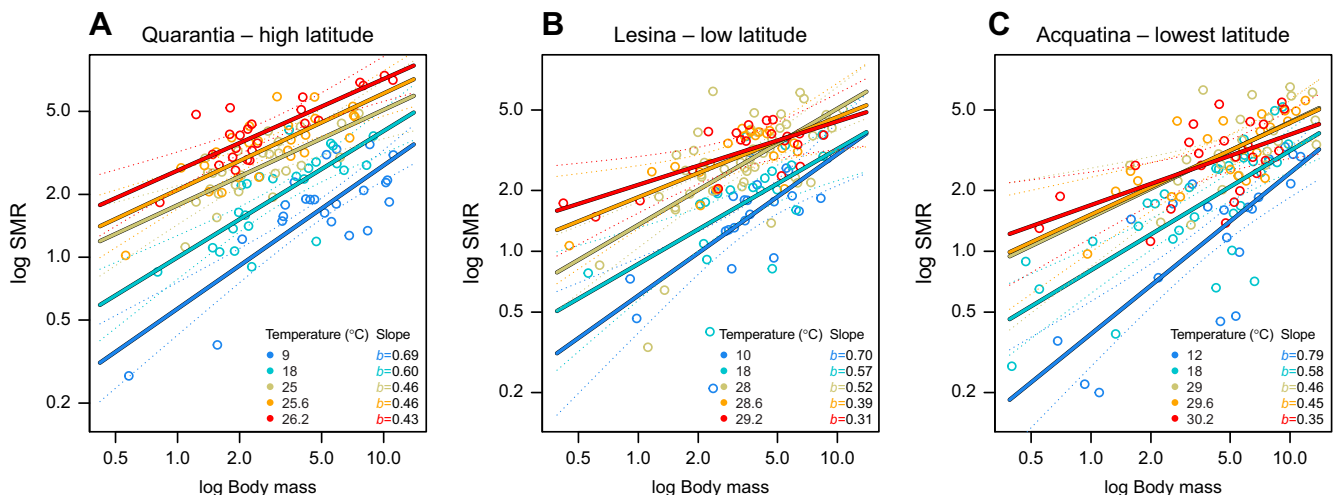 A
Quarantia – high latitude
log SMR
5.0
2.0
1.0
0.5
0.2
Temperature (°C) Slope
9 b=0.69
18 b=0.60
25 b=0.46
25.6 b=0.46
26.2 b=0.43
0.5 1.0 2.0 5.0 10.0
log Body mass
B
Lesina – low latitude
log SMR
5.0
2.0
1.0
0.5
0.2
Temperature (°C) Slope
10 b=0.70
18 b=0.57
28 b=0.52
28.6 b=0.39
29.2 b=0.31
0.5 1.0 2.0 5.0 10.0
log Body mass
C
Acquatina – lowest latitude
log SMR
5.0
2.0
1.0
0.5
0.2
Temperature (°C) Slope
12 b=0.79
18 b=0.58
29 b=0.46
29.6 b=0.45
30.2 b=0.35
0.5 1.0 2.0 5.0 10.0
log Body mass